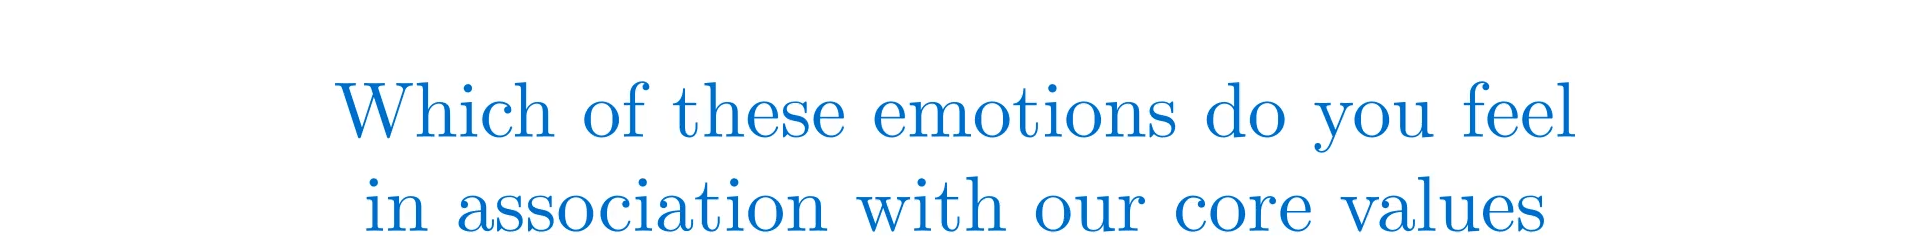 Which of these emotions do you feel
in association with our core values